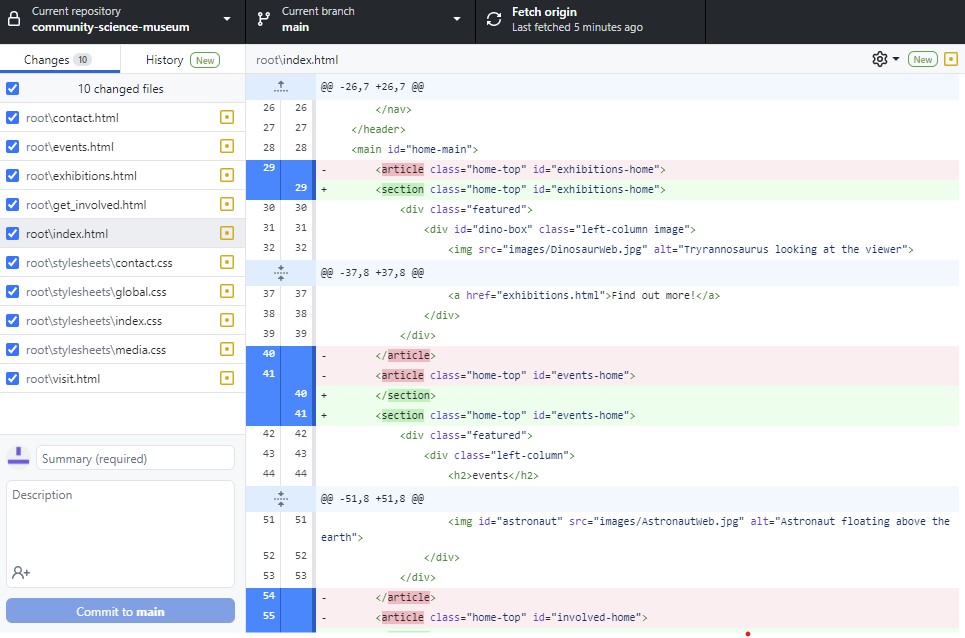 Current repository
community-science-museum
Current branch
main
Fetch origin
Last fetched 5 minutes ago
Changes 10
History New
root\index.html
New
10 changed files
root\contact.html
root\events.html
root\exhibitions.html
root\get_involved.html
root\index.html
root\stylesheets\contact.css
root\stylesheets\global.css
root\stylesheets\index.css
root\stylesheets\media.css
root\visit.html
Summary (required)
Description
Commit to main
@@ -26,7 +26,7 @@
26 26 </nav>
27 27 </header>
28 28 <main id="home-main">
29 - <article class="home-top" id="exhibitions-home">
29 + <section class="home-top" id="exhibitions-home">
30 30 <div class="featured">
31 31 <div id="dino-box" class="left-column image">
32 32 <img src="images/DinosaurWeb.jpg" alt="Tryrannosaurus looking at the viewer">
@@ -37,8 +37,8 @@
37 37 <a href="exhibitions.html">Find out more!</a>
38 38 </div>
39 39 </div>
40 - </article>
41 - <article class="home-top" id="events-home">
40 + </section>
41 + <section class="home-top" id="events-home">
42 42 <div class="featured">
43 43 <div class="left-column">
44 44 <h2>events</h2>
@@ -51,8 +51,8 @@
51 51 <img id="astronaut" src="images/AstronautWeb.jpg" alt="Astronaut floating above the
earth">
52 52 </div>
53 53 </div>
54 - </article>
55 - <article class="home-top" id="involved-home">